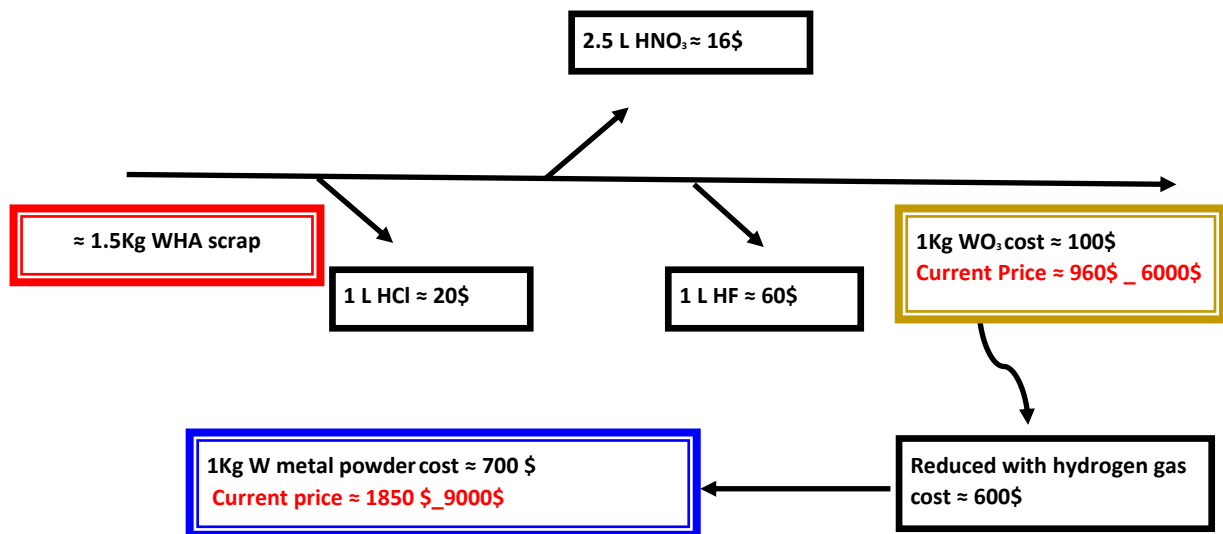 2.5 L HNO₃ ≈ 16$
≈ 1.5Kg WHA scrap
1 L HCl ≈ 20$
1 L HF ≈ 60$
1Kg WO₃ cost ≈ 100$
Current Price ≈ 960$ _ 6000$
Reduced with hydrogen gas
cost ≈ 600$
1Kg W metal powder cost ≈ 700 $
Current price ≈ 1850 $_9000$